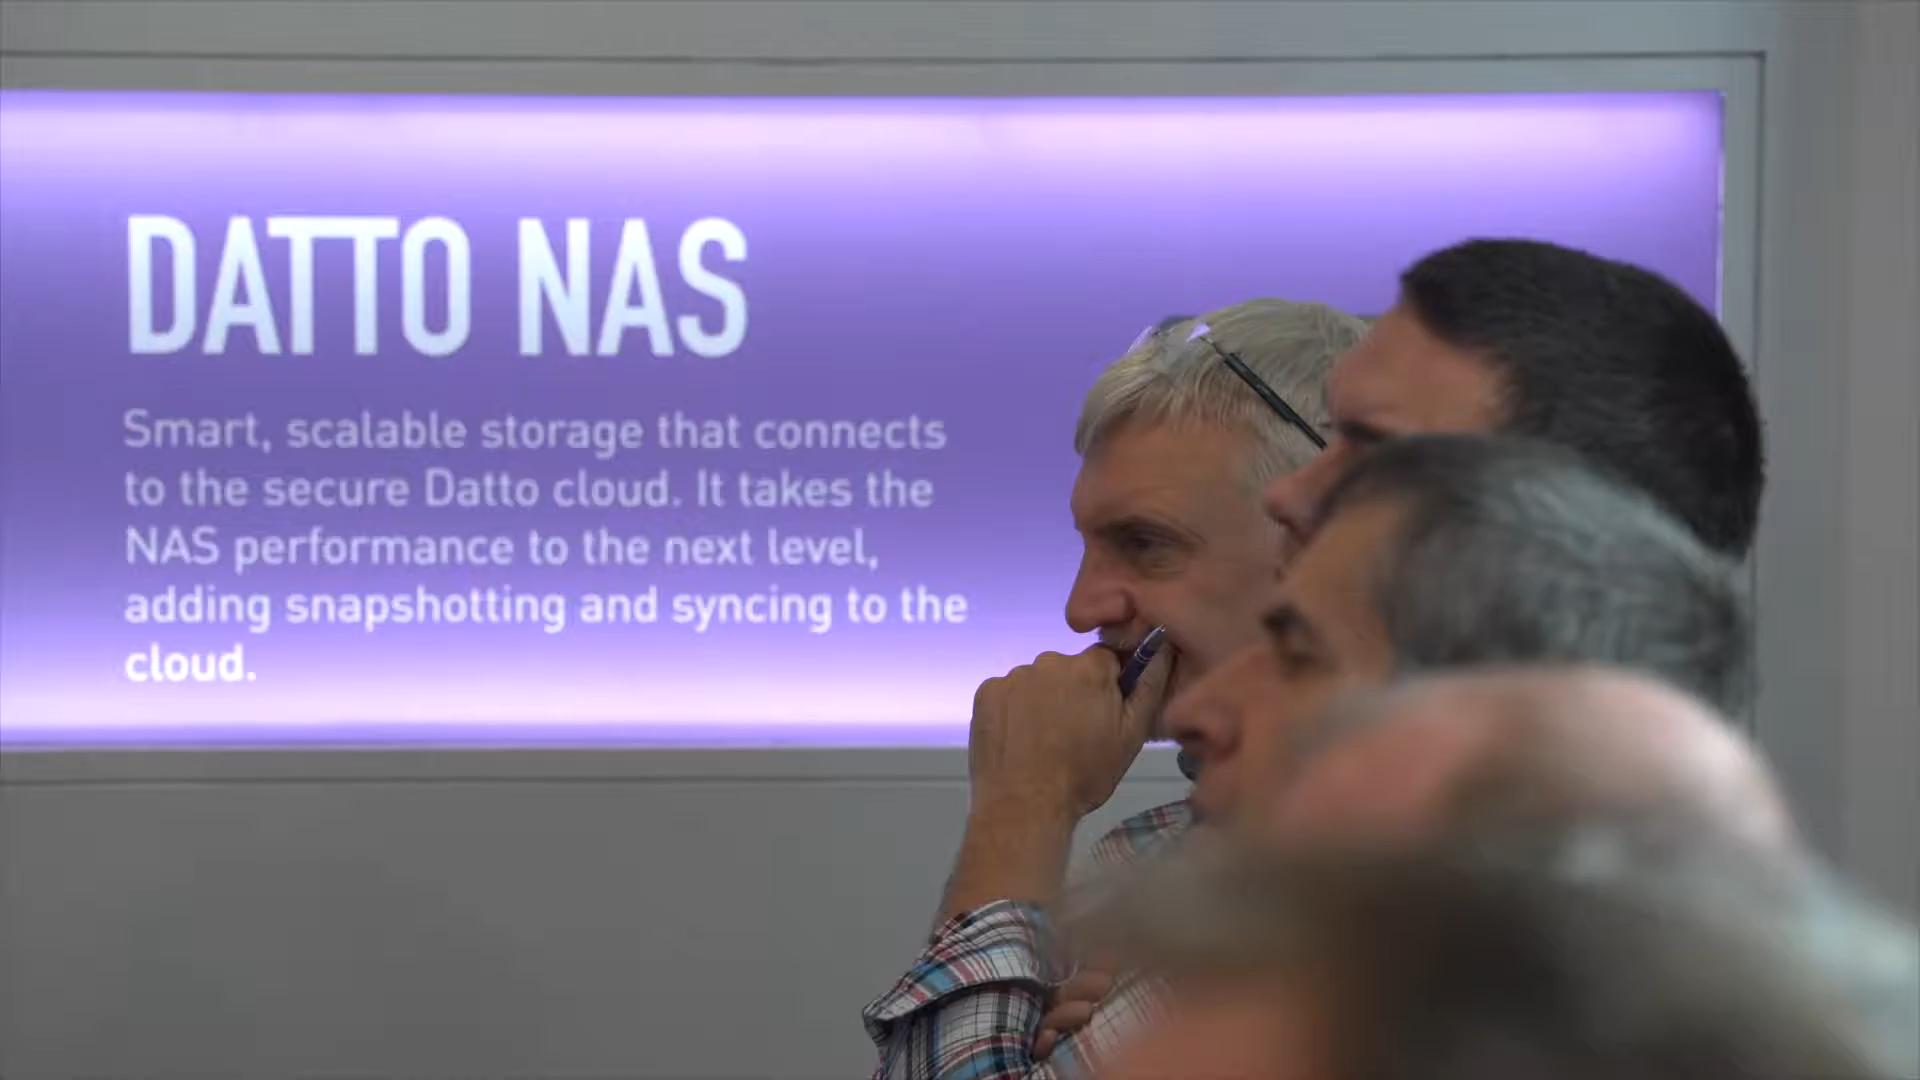 DATTO NAS
Smart, scalable storage that connects
to the secure Datto cloud. It takes the
NAS performance to the next level,
adding snapshotting and syncing to the
cloud.